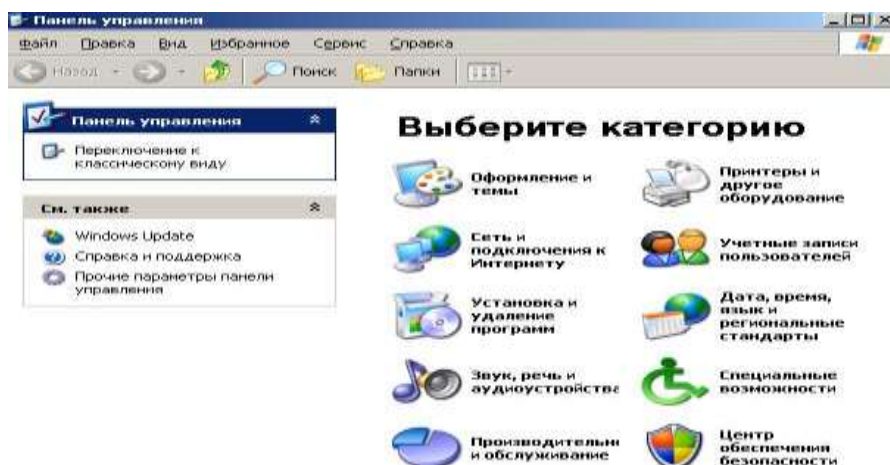 Панель управления
Файл Правка Вид Избранное Сервис Справка
Назад Поиск Папки
Панель управления
Переключение к
классическому виду
См. также
Windows Update
Справка и поддержка
Прочие параметры панели
управления
Выберите категорию
Оформление и
темы
Принтеры и
другое
оборудование
Сеть и
подключения к
Интернету
Учетные записи
пользователей
Установка и
удаление
программ
Дата, время,
язык и
региональные
стандарты
Звук, речь и
аудиоустройства
Специальные
возможности
Производительн
и обслуживание
Центр
обеспечения
безопасности